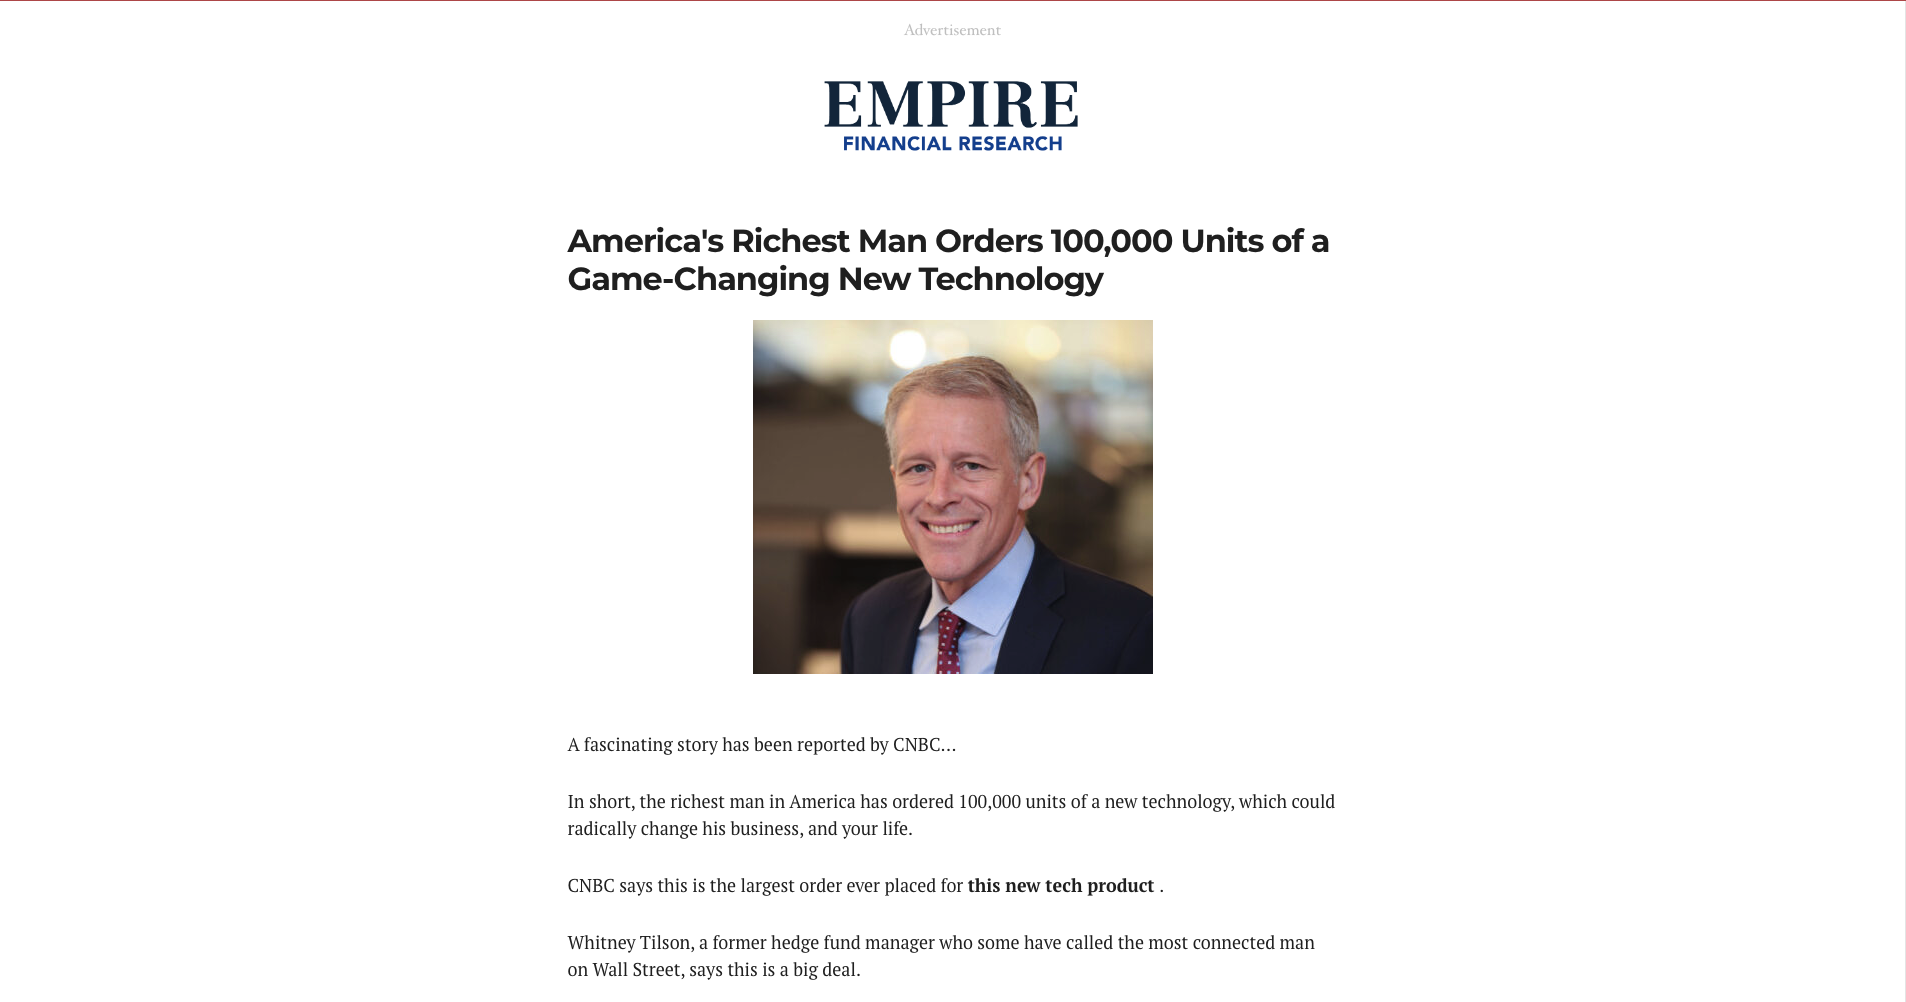 Advertisement
EMPIRE
FINANCIAL RESEARCH
America's Richest Man Orders 100,000 Units of a
Game-Changing New Technology
A fascinating story has been reported by CNBC…
In short, the richest man in America has ordered 100,000 units of a new technology, which could
radically change his business, and your life.
CNBC says this is the largest order ever placed for this new tech product .
Whitney Tilson, a former hedge fund manager who some have called the most connected man
on Wall Street, says this is a big deal.